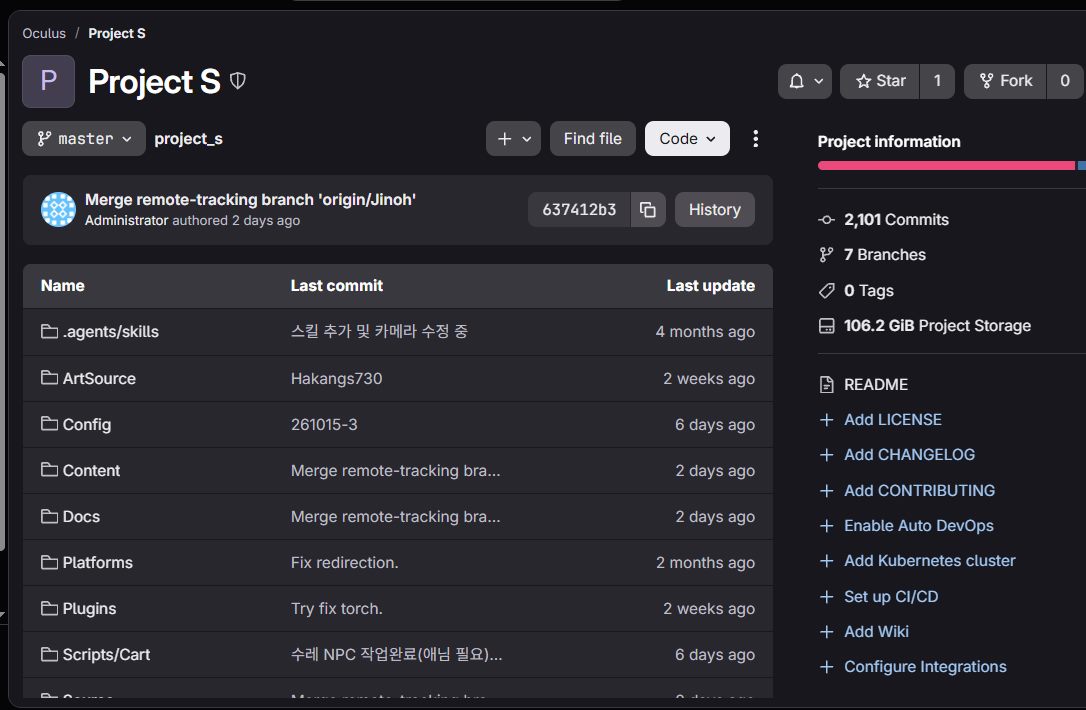 Oculus / Project S
P
Project S
Star 1
Fork 0
master
project_s
Find file
Code
Merge remote-tracking branch 'origin/Jinoh'
Administrator authored 2 days ago
637412b3
History
Name Last commit Last update
.agents/skills 스킬 추가 및 카메라 수정 중 4 months ago
ArtSource Hakangs730 2 weeks ago
Config 261015-3 6 days ago
Content Merge remote-tracking bra... 2 days ago
Docs Merge remote-tracking bra... 2 days ago
Platforms Fix redirection. 2 months ago
Plugins Try fix torch. 2 weeks ago
Scripts/Cart 수레 NPC 작업완료(애님 필요)... 6 days ago
Project information
2,101 Commits
7 Branches
0 Tags
106.2 GiB Project Storage
README
Add LICENSE
Add CHANGELOG
Add CONTRIBUTING
Enable Auto DevOps
Add Kubernetes cluster
Set up CI/CD
Add Wiki
Configure Integrations